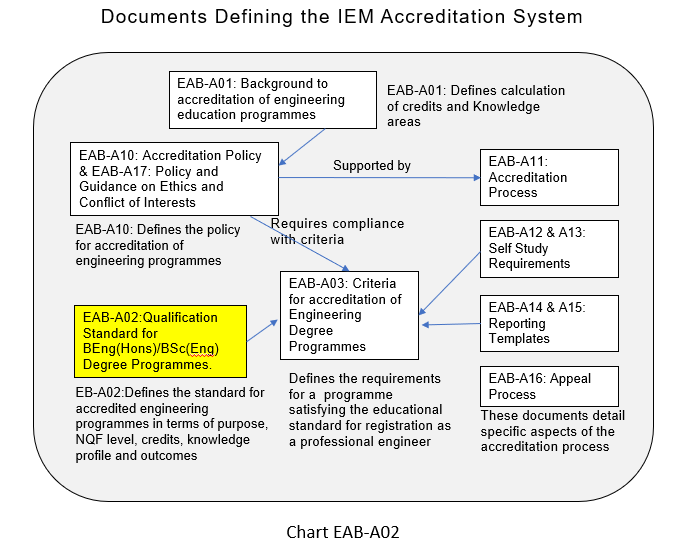 Documents Defining the IEM Accreditation System
EAB-A01: Background to
accreditation of engineering
education programmes
EAB-A01: Defines calculation
of credits and Knowledge
areas
EAB-A10: Accreditation Policy
& EAB-A17: Policy and
Guidance on Ethics and
Conflict of Interests
Supported by
EAB-A11:
Accreditation
Process
EAB-A10: Defines the policy
for accreditation of
engineering programmes
Requires compliance
with criteria
EAB-A12 & A13:
Self Study
Requirements
EAB-A03: Criteria
for accreditation of
Engineering
Degree
Programmes
EAB-A02:Qualification
Standard for
BEng(Hons)/BSc(Eng)
Degree Programmes.
EAB-A14 & A15:
Reporting
Templates
EAB-A16: Appeal
Process
EB-A02:Defines the standard for
accredited engineering
programmes in terms of purpose,
NQF level, credits, knowledge
profile and outcomes
Defines the requirements
for a programme
satisfying the educational
standard for registration as
a professional engineer
These documents detail
specific aspects of the
accreditation process
Chart EAB-A02